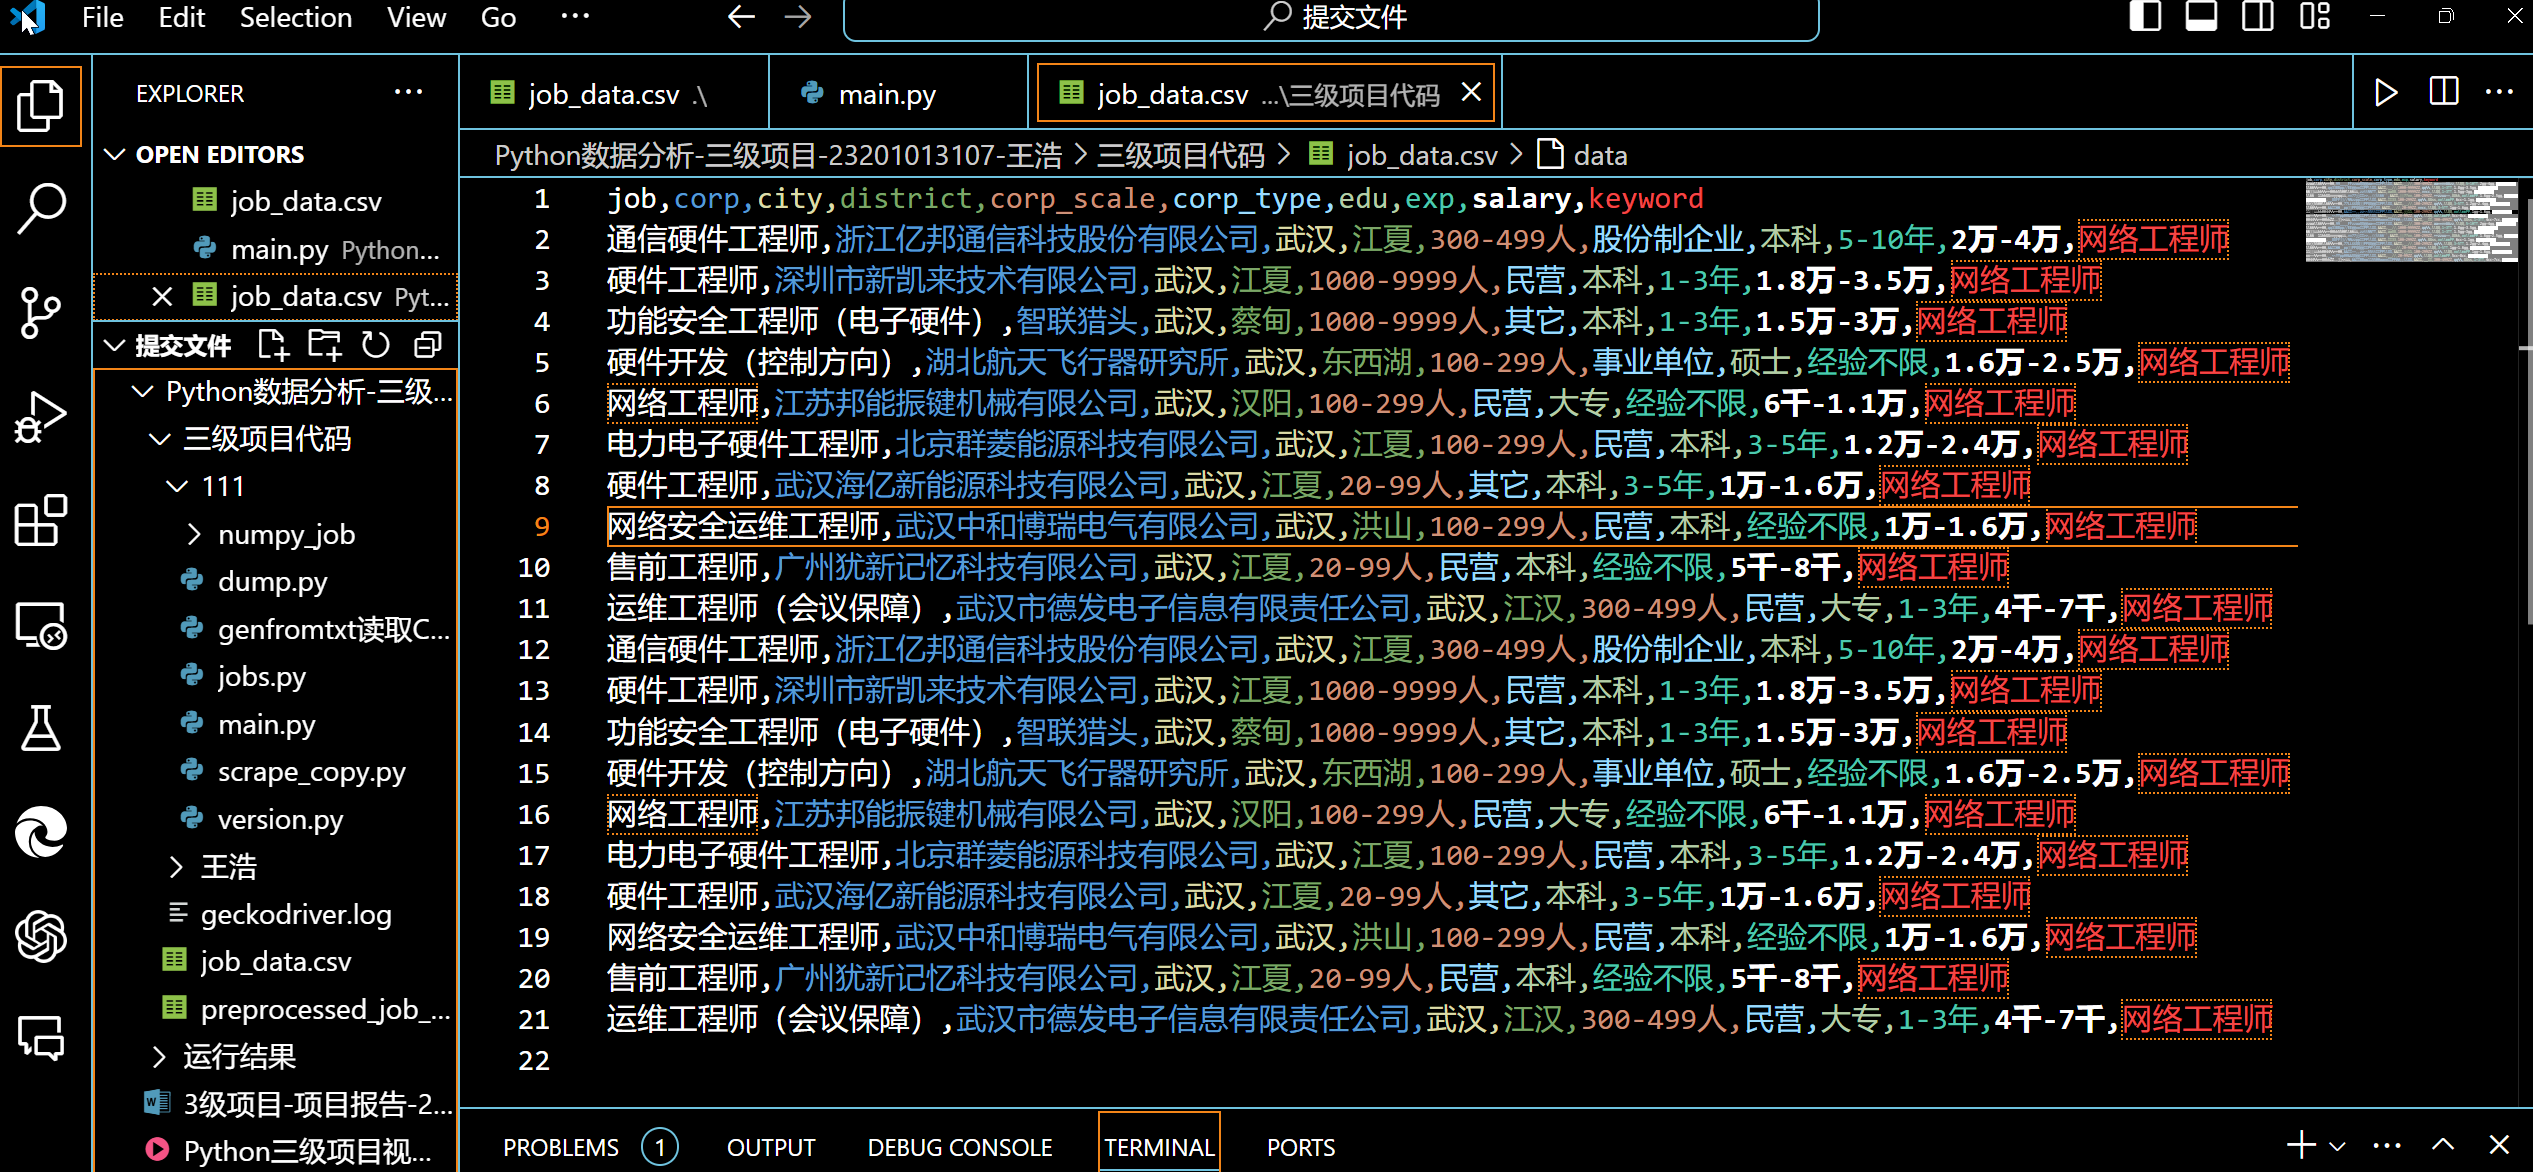 File Edit Selection View Go ···
提交文件
EXPLORER ···
OPEN EDITORS
job_data.csv
main.py Python...
job_data.csv Pyt...
提交文件
Python数据分析-三级...
三级项目代码
111
numpy_job
dump.py
genfromtxt读取C...
jobs.py
main.py
scrape_copy.py
version.py
王浩
geckodriver.log
job_data.csv
preprocessed_job_...
运行结果
3级项目-项目报告-2...
Python三级项目视...
job_data.csv .\
main.py
job_data.csv ...\三级项目代码
Python数据分析-三级项目-23201013107-王浩 > 三级项目代码 > job_data.csv > data
1 job,corp,city,district,corp_scale,corp_type,edu,exp,salary,keyword
2 通信硬件工程师,浙江亿邦通信科技股份有限公司,武汉,江夏,300-499人,股份制企业,本科,5-10年,2万-4万,网络工程师
3 硬件工程师,深圳市新凯来技术有限公司,武汉,江夏,1000-9999人,民营,本科,1-3年,1.8万-3.5万,网络工程师
4 功能安全工程师（电子硬件）,智联猎头,武汉,蔡甸,1000-9999人,其它,本科,1-3年,1.5万-3万,网络工程师
5 硬件开发（控制方向）,湖北航天飞行器研究所,武汉,东西湖,100-299人,事业单位,硕士,经验不限,1.6万-2.5万,网络工程师
6 网络工程师,江苏邦能振键机械有限公司,武汉,汉阳,100-299人,民营,大专,经验不限,6千-1.1万,网络工程师
7 电力电子硬件工程师,北京群菱能源科技有限公司,武汉,江夏,100-299人,民营,本科,3-5年,1.2万-2.4万,网络工程师
8 硬件工程师,武汉海亿新能源科技有限公司,武汉,江夏,20-99人,其它,本科,3-5年,1万-1.6万,网络工程师
9 网络安全运维工程师,武汉中和博瑞电气有限公司,武汉,洪山,100-299人,民营,本科,经验不限,1万-1.6万,网络工程师
10 售前工程师,广州犹新记忆科技有限公司,武汉,江夏,20-99人,民营,本科,经验不限,5千-8千,网络工程师
11 运维工程师（会议保障）,武汉市德发电子信息有限责任公司,武汉,江汉,300-499人,民营,大专,1-3年,4千-7千,网络工程师
12 通信硬件工程师,浙江亿邦通信科技股份有限公司,武汉,江夏,300-499人,股份制企业,本科,5-10年,2万-4万,网络工程师
13 硬件工程师,深圳市新凯来技术有限公司,武汉,江夏,1000-9999人,民营,本科,1-3年,1.8万-3.5万,网络工程师
14 功能安全工程师（电子硬件）,智联猎头,武汉,蔡甸,1000-9999人,其它,本科,1-3年,1.5万-3万,网络工程师
15 硬件开发（控制方向）,湖北航天飞行器研究所,武汉,东西湖,100-299人,事业单位,硕士,经验不限,1.6万-2.5万,网络工程师
16 网络工程师,江苏邦能振键机械有限公司,武汉,汉阳,100-299人,民营,大专,经验不限,6千-1.1万,网络工程师
17 电力电子硬件工程师,北京群菱能源科技有限公司,武汉,江夏,100-299人,民营,本科,3-5年,1.2万-2.4万,网络工程师
18 硬件工程师,武汉海亿新能源科技有限公司,武汉,江夏,20-99人,其它,本科,3-5年,1万-1.6万,网络工程师
19 网络安全运维工程师,武汉中和博瑞电气有限公司,武汉,洪山,100-299人,民营,本科,经验不限,1万-1.6万,网络工程师
20 售前工程师,广州犹新记忆科技有限公司,武汉,江夏,20-99人,民营,本科,经验不限,5千-8千,网络工程师
21 运维工程师（会议保障）,武汉市德发电子信息有限责任公司,武汉,江汉,300-499人,民营,大专,1-3年,4千-7千,网络工程师
22
PROBLEMS 1 OUTPUT DEBUG CONSOLE TERMINAL PORTS